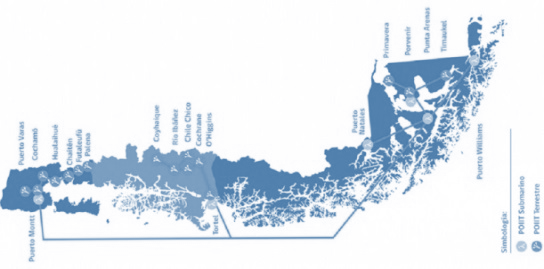 Puerto Varas
Cochamó
Hualaihué
Chaitén
Futaleufú
Palena
Puerto Montt
Coyhaique
Río Ibáñez
Chile Chico
Cochrane
O'Higgins
Tortel
Puerto Natales
Primavera
Porvenir
Punta Arenas
Timaukel
Puerto Williams
Simbología:
POIIT Submarino
POIIT Terrestre